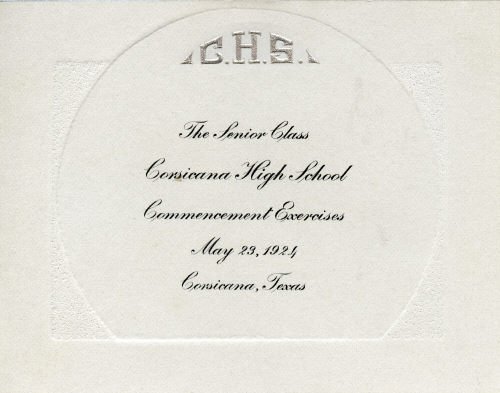 C.H.S.
The Senior Class
Corsicana High School
Commencement Exercises
May 23, 1924
Corsicana, Texas